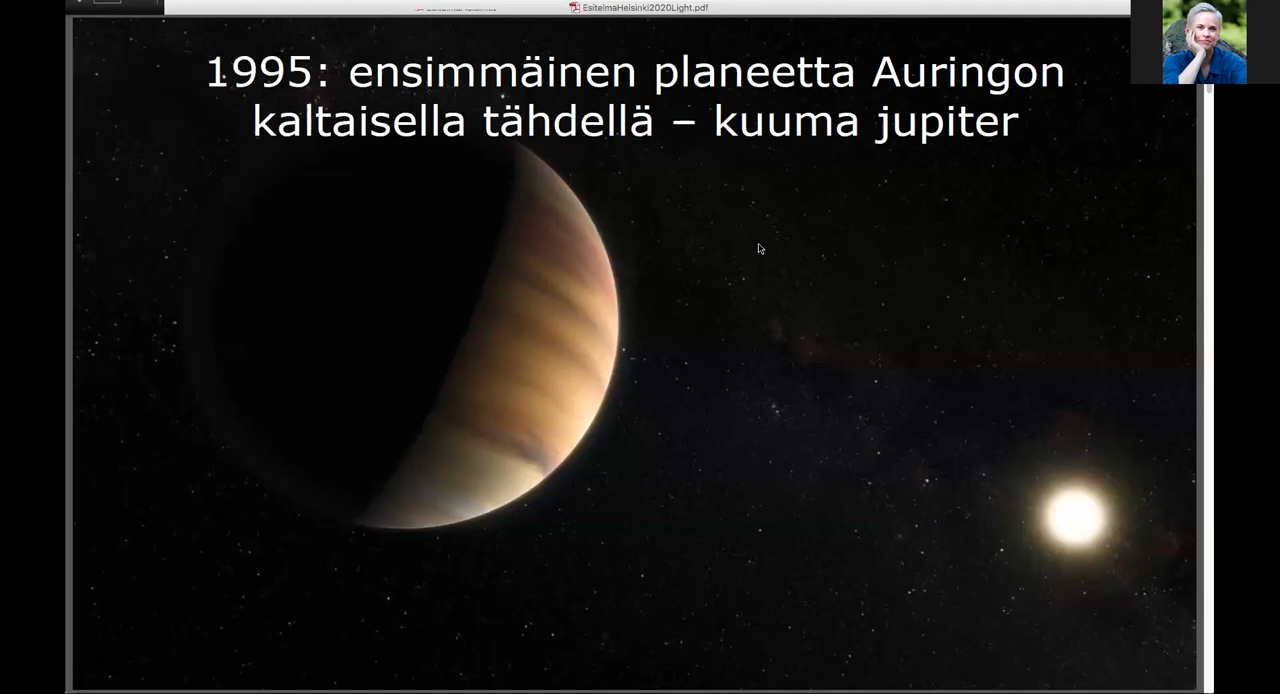 EsitelmaHelsinki2020Light.pdf
1995: ensimmäinen planeetta Auringon
kaltaisella tähdellä – kuuma jupiter